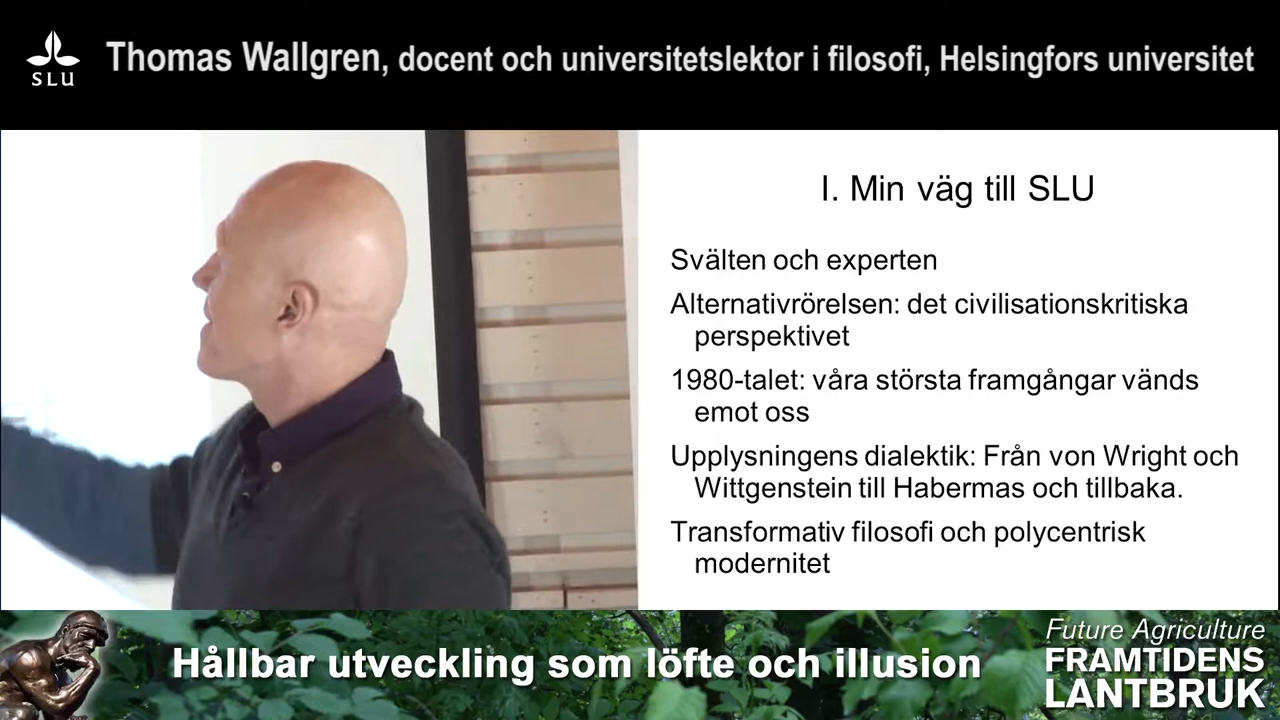 SLU
Thomas Wallgren, docent och universitetslektor i filosofi, Helsingfors universitet
I. Min väg till SLU
Svälten och experten
Alternativrörelsen: det civilisationskritiska
perspektivet
1980-talet: våra största framgångar vänds
emot oss
Upplysningens dialektik: Från von Wright och
Wittgenstein till Habermas och tillbaka.
Transformativ filosofi och polycentrisk
modernitet
Hållbar utveckling som löfte och illusion
Future Agriculture
FRAMTIDENS
LANTBRUK